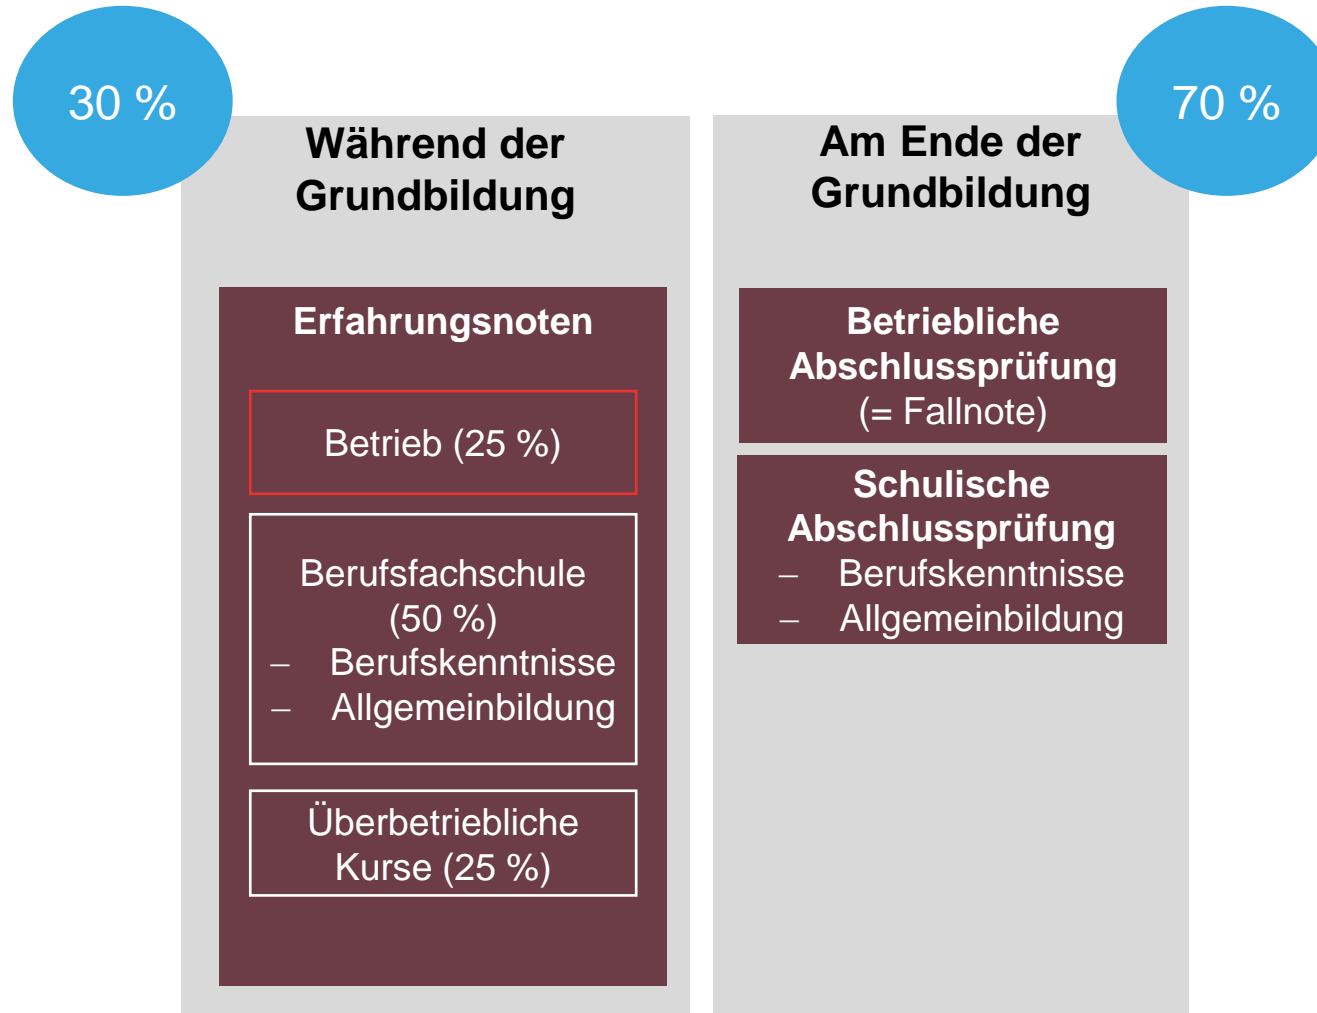 30 %
Während der
Grundbildung
Erfahrungsnoten
Betrieb (25 %)
Berufsfachschule
(50 %)
– Berufskenntnisse
– Allgemeinbildung
Überbetriebliche
Kurse (25 %)
70 %
Am Ende der
Grundbildung
Betriebliche
Abschlussprüfung
(= Fallnote)
Schulische
Abschlussprüfung
– Berufskenntnisse
– Allgemeinbildung